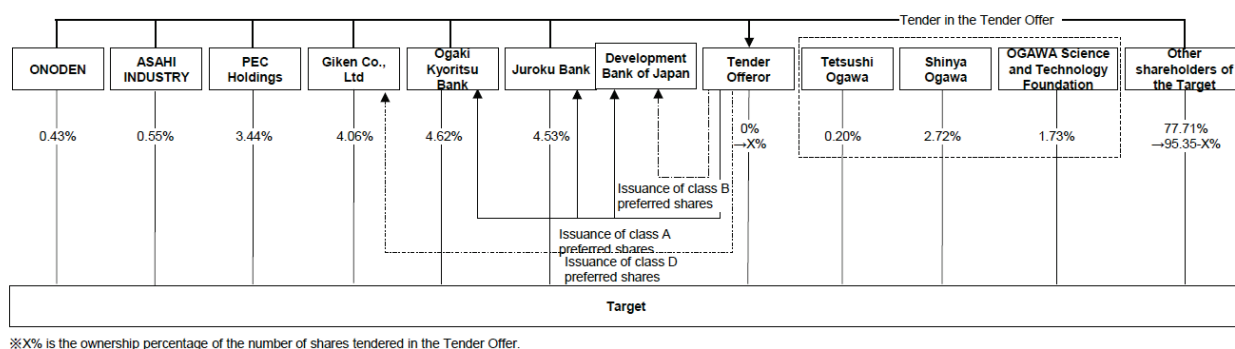 Tender in the Tender Offer
ONODEN
ASAHI
INDUSTRY
PEC
Holdings
Giken Co.,
Ltd
Ogaki
Kyoritsu
Bank
Juroku Bank
Development
Bank of Japan
Tender
Offeror
Tetsushi
Ogawa
Shinya
Ogawa
OGAWA Science
and Technology
Foundation
Other
shareholders of
the Target
0.43%
0.55%
3.44%
4.06%
4.62%
4.53%
0%
→X%
0.20%
2.72%
1.73%
77.71%
→95.35-X%
Issuance of class B
preferred shares
Issuance of class A
preferred shares
Issuance of class D
preferred shares
Target
※X% is the ownership percentage of the number of shares tendered in the Tender Offer.